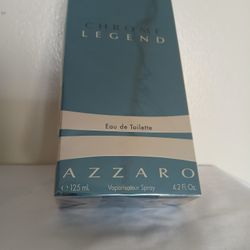 CHROME
LEGEND
Eau de Toilette
AZZARO
℮ 125 mL Vaporisateur Spray 4.2 Fl. Oz.